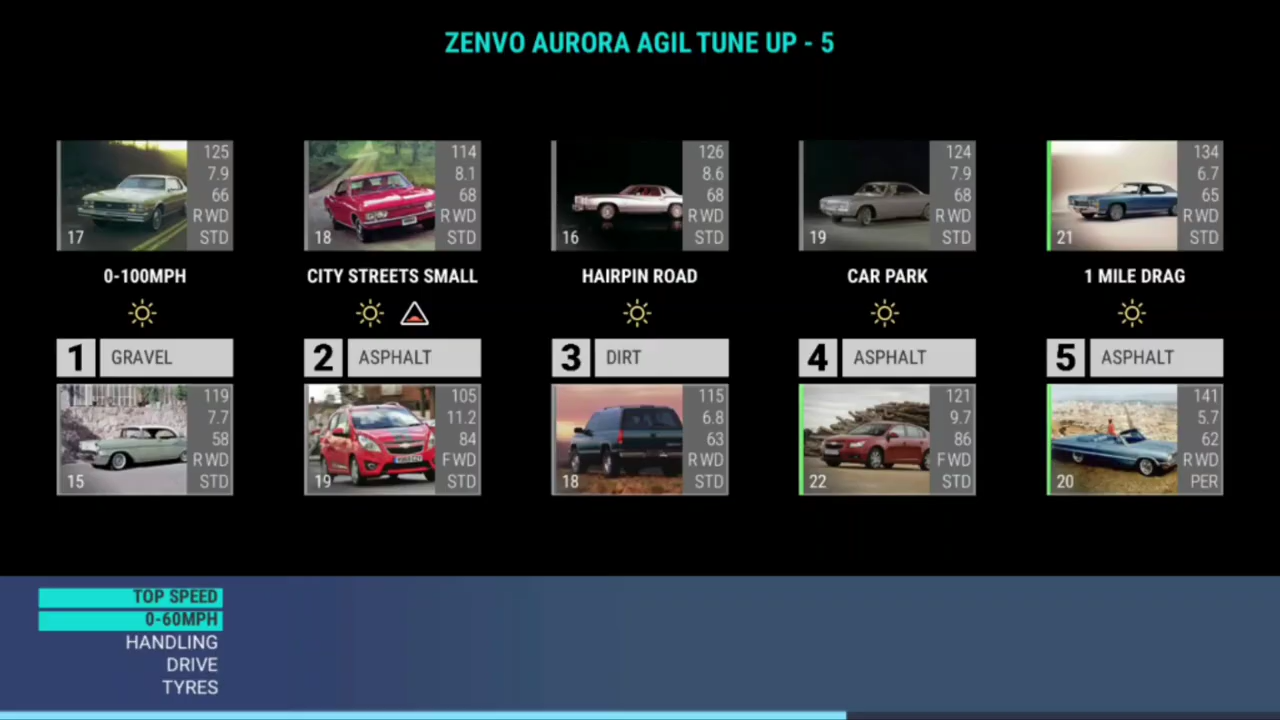 ZENVO AURORA AGIL TUNE UP - 5
125
7.9
66
RWD
STD
17
114
8.1
68
RWD
STD
18
126
8.6
68
RWD
STD
16
124
7.9
68
RWD
STD
19
134
6.7
65
RWD
STD
21
0-100MPH
CITY STREETS SMALL
HAIRPIN ROAD
CAR PARK
1 MILE DRAG
1 GRAVEL
2 ASPHALT
3 DIRT
4 ASPHALT
5 ASPHALT
119
7.7
58
RWD
STD
15
105
11.2
84
FWD
STD
19
115
6.8
63
RWD
STD
18
121
9.7
86
FWD
STD
22
141
5.7
62
RWD
PER
20
TOP SPEED
0-60MPH
HANDLING
DRIVE
TYRES